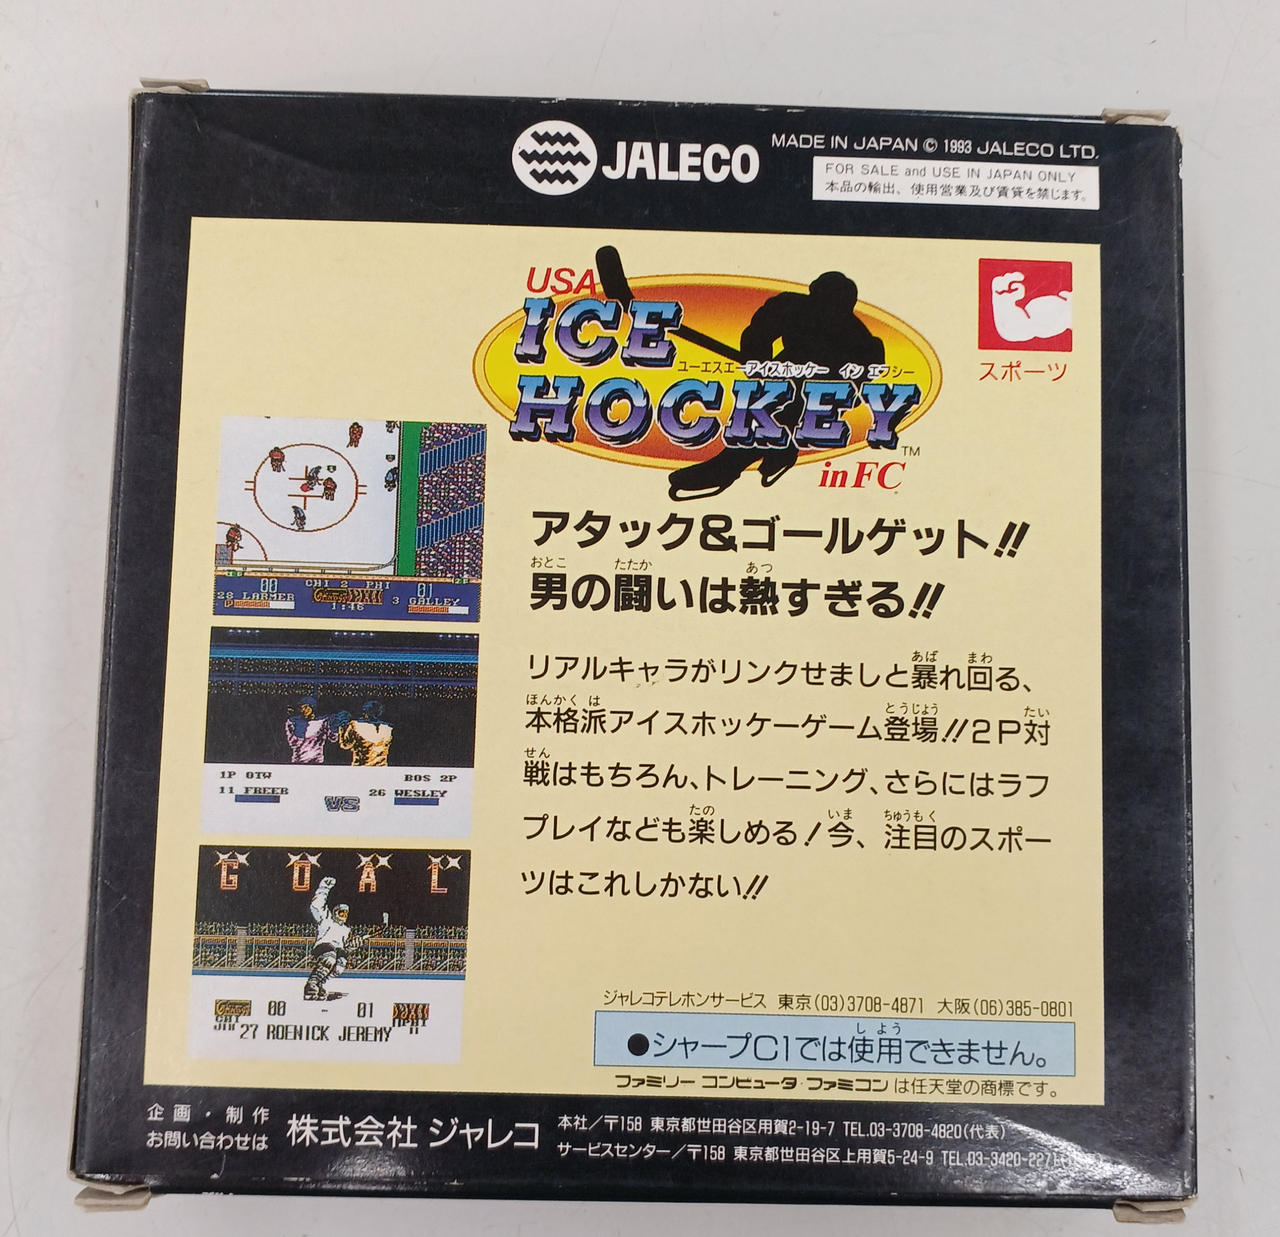 JALECO
MADE IN JAPAN © 1993 JALECO LTD.
FOR SALE and USE IN JAPAN ONLY
本品の輸出、使用営業及び賃貸を禁じます。
USA
ICE
ユーエスエーアイスホッケー イン エフシー
HOCKEY
TM
in FC
スポーツ
アタック&ゴールゲット!!
おとこ たたか あつ
男の闘いは熱すぎる!!
あば まわ
リアルキャラがリンクせましと暴れ回る、
ほんかく は とうじょう たい
本格派アイスホッケーゲーム登場!!2P対
せん
戦はもちろん、トレーニング、さらにはラフ
たの いま ちゅうもく
プレイなども楽しめる!今、注目のスポー
ツはこれしかない!!
00 CHI 2 PHI 01
28 LARMER 1:46 3 GALLEY
1P OTW BOS 2P
11 FREER 26 WESLEY
VS
GOAL
00 - 01
CHI PHI
27 ROENICK JEREMY
ジャレコテレホンサービス 東京(03)3708-4871 大阪(06)385-0801
しよう
●シャープC1では使用できません。
ファミリーコンピュータ・ファミコンは任天堂の商標です。
企画・制作
お問い合わせは
株式会社 ジャレコ
本社/〒158 東京都世田谷区用賀2-19-7 TEL.03-3708-4820(代表)
サービスセンター/〒158 東京都世田谷区上用賀5-24-9 TEL.03-3420-2271